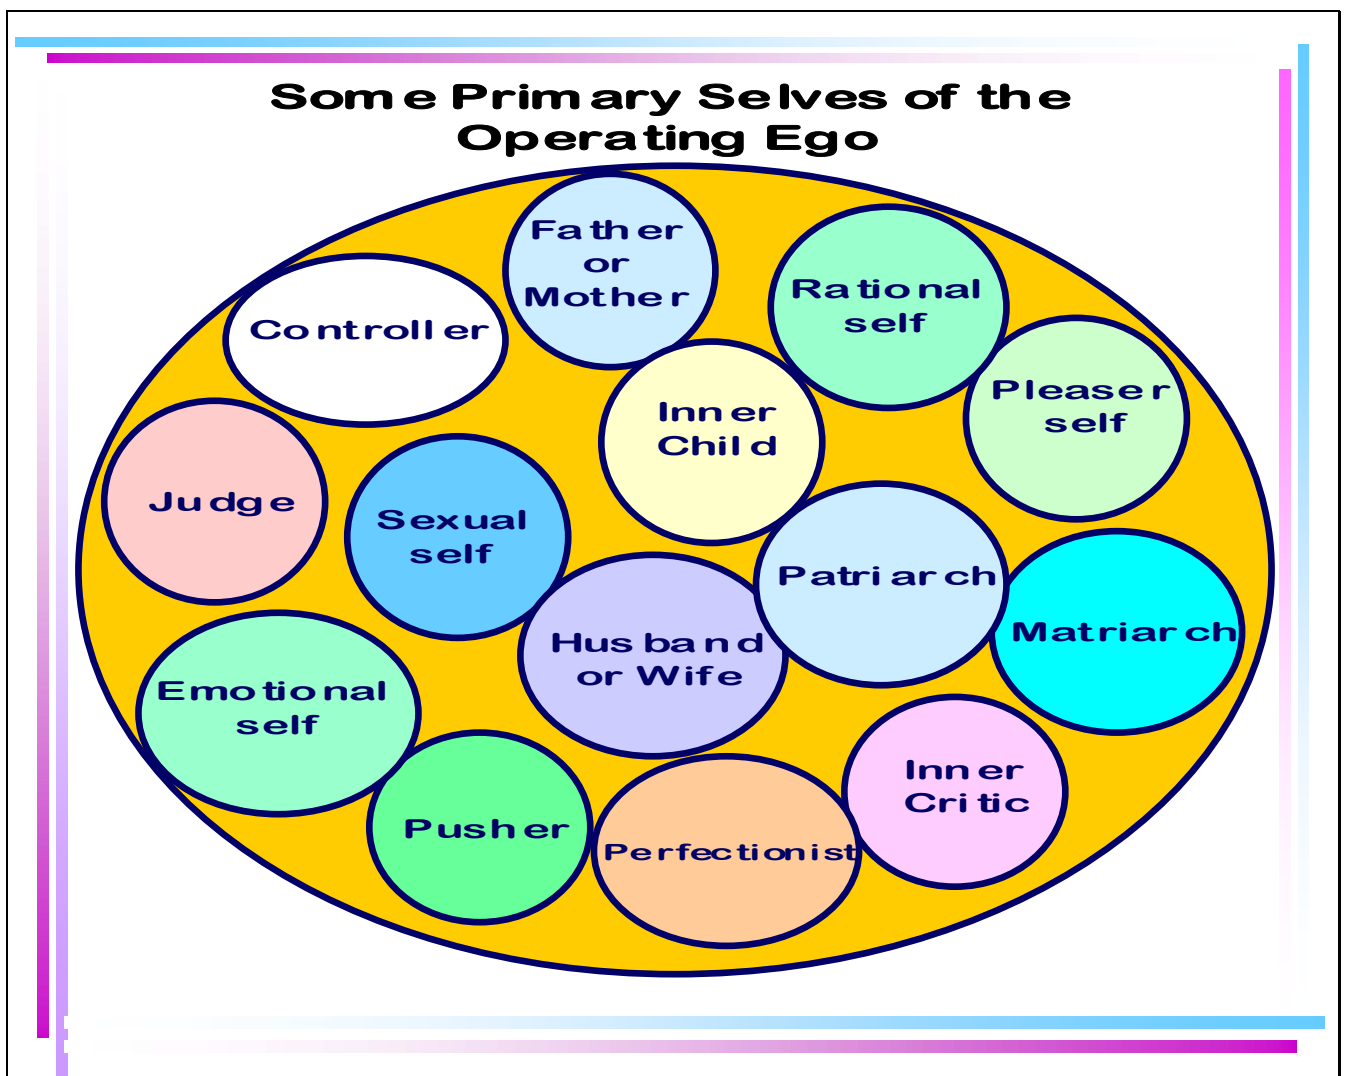 Some Primary Selves of the
Operating Ego
Father
or
Mother
Rational
self
Controller
Pleaser
self
Inner
Child
Judge
Sexual
self
Patriarch
Matriarch
Husband
or Wife
Emotional
self
Inner
Critic
Pusher
Perfectionist